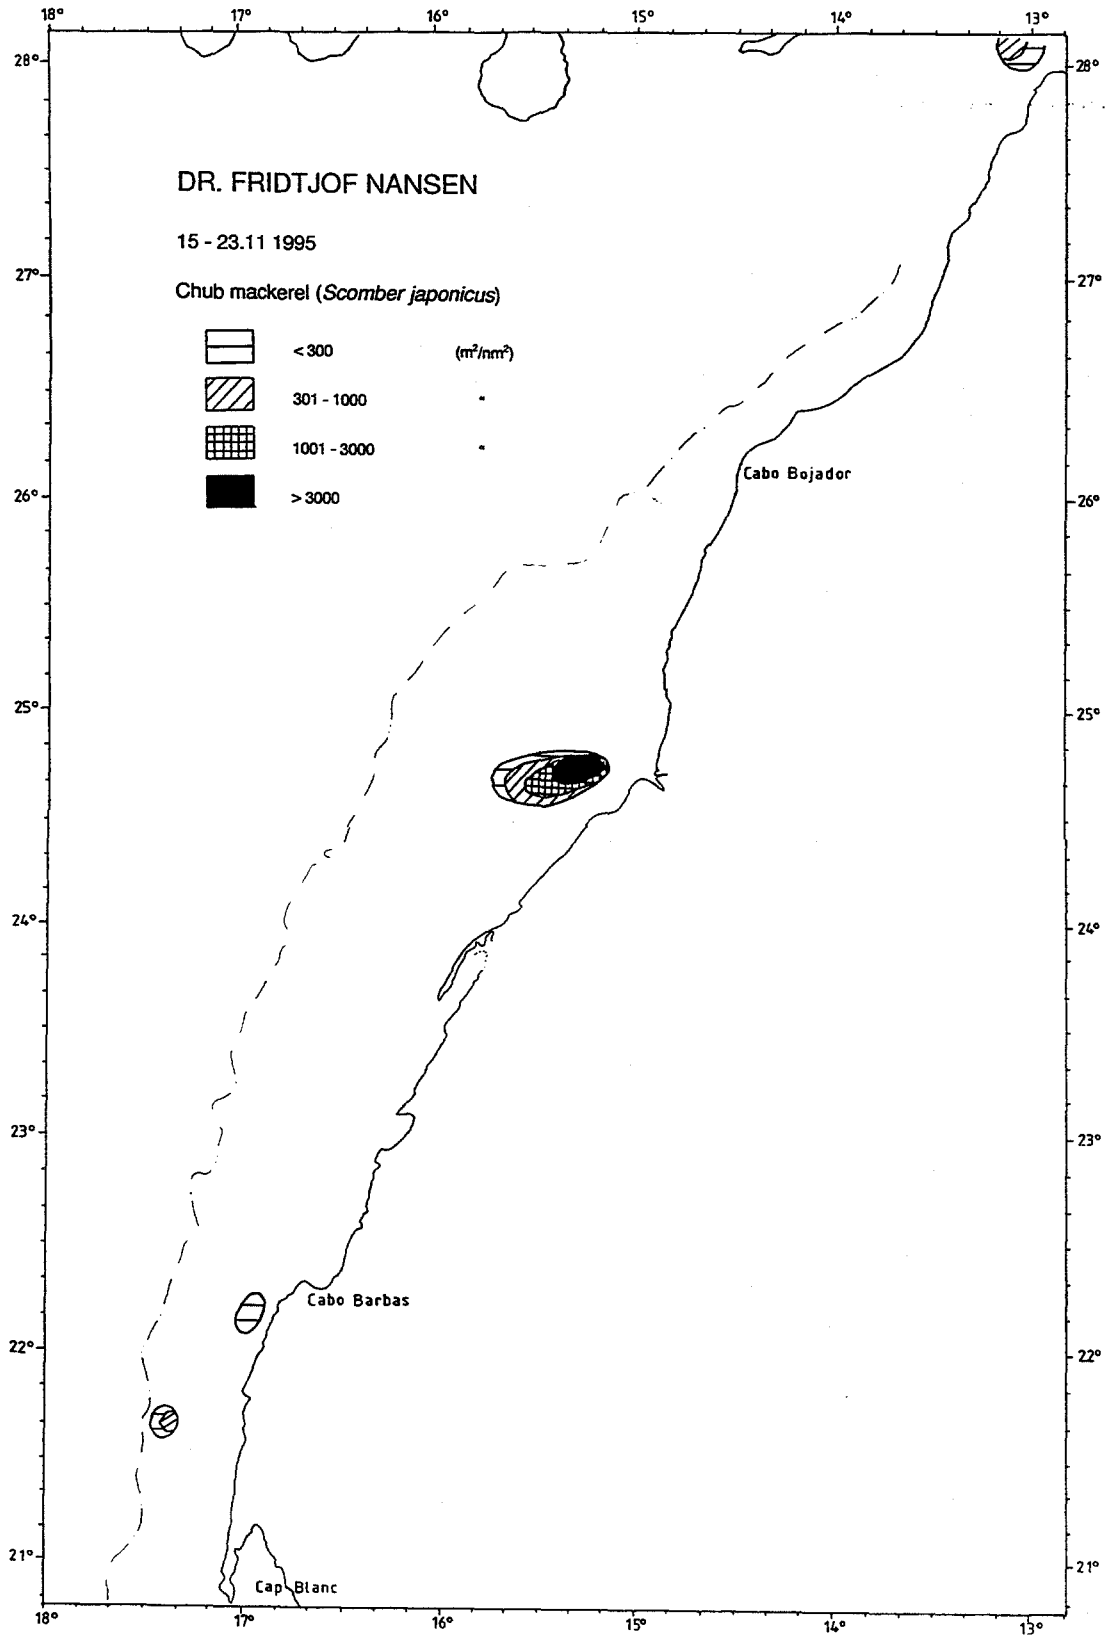 18° 17° 16° 15° 14° 13°
28° 28°
DR. FRIDTJOF NANSEN
15 - 23.11 1995
27° 27°
Chub mackerel (Scomber japonicus)
<300 (m²/nm²)
301 - 1000 "
1001 - 3000 "
>3000
Cabo Bojador
26° 26°
25° 25°
24° 24°
23° 23°
Cabo Barbas
22° 22°
21° 21°
Cap Blanc
18° 17° 16° 15° 14° 13°